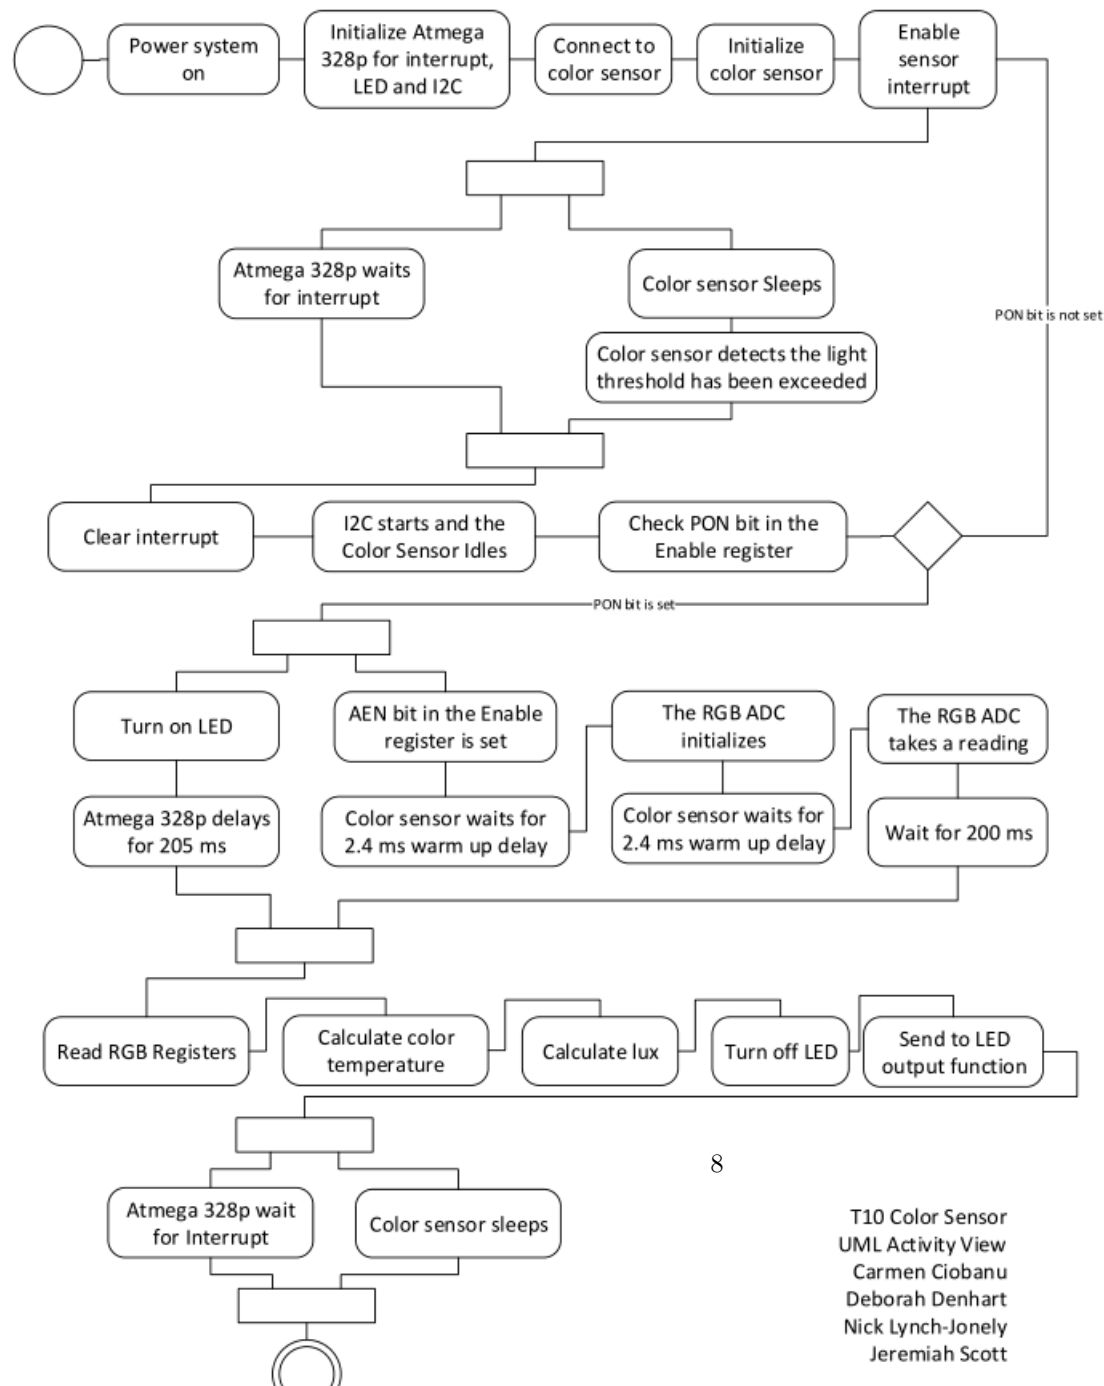 Power system
on
Initialize Atmega
328p for interrupt,
LED and I2C
Connect to
color sensor
Initialize
color sensor
Enable
sensor
interrupt
Atmega 328p waits
for interrupt
Color sensor Sleeps
PON bit is not set
Color sensor detects the light
threshold has been exceeded
Clear interrupt
I2C starts and the
Color Sensor Idles
Check PON bit in the
Enable register
PON bit is set
Turn on LED
AEN bit in the Enable
register is set
The RGB ADC
initializes
The RGB ADC
takes a reading
Atmega 328p delays
for 205 ms
Color sensor waits for
2.4 ms warm up delay
Color sensor waits for
2.4 ms warm up delay
Wait for 200 ms
Read RGB Registers
Calculate color
temperature
Calculate lux
Turn off LED
Send to LED
output function
8
Atmega 328p wait
for Interrupt
Color sensor sleeps
T10 Color Sensor
UML Activity View
Carmen Ciobanu
Deborah Denhart
Nick Lynch-Jonely
Jeremiah Scott